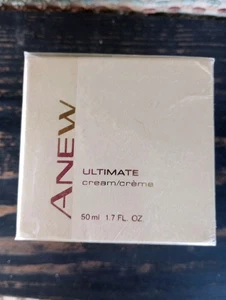 ANEW
ULTIMATE
cream/crème
50 ml 1.7 FL. OZ.